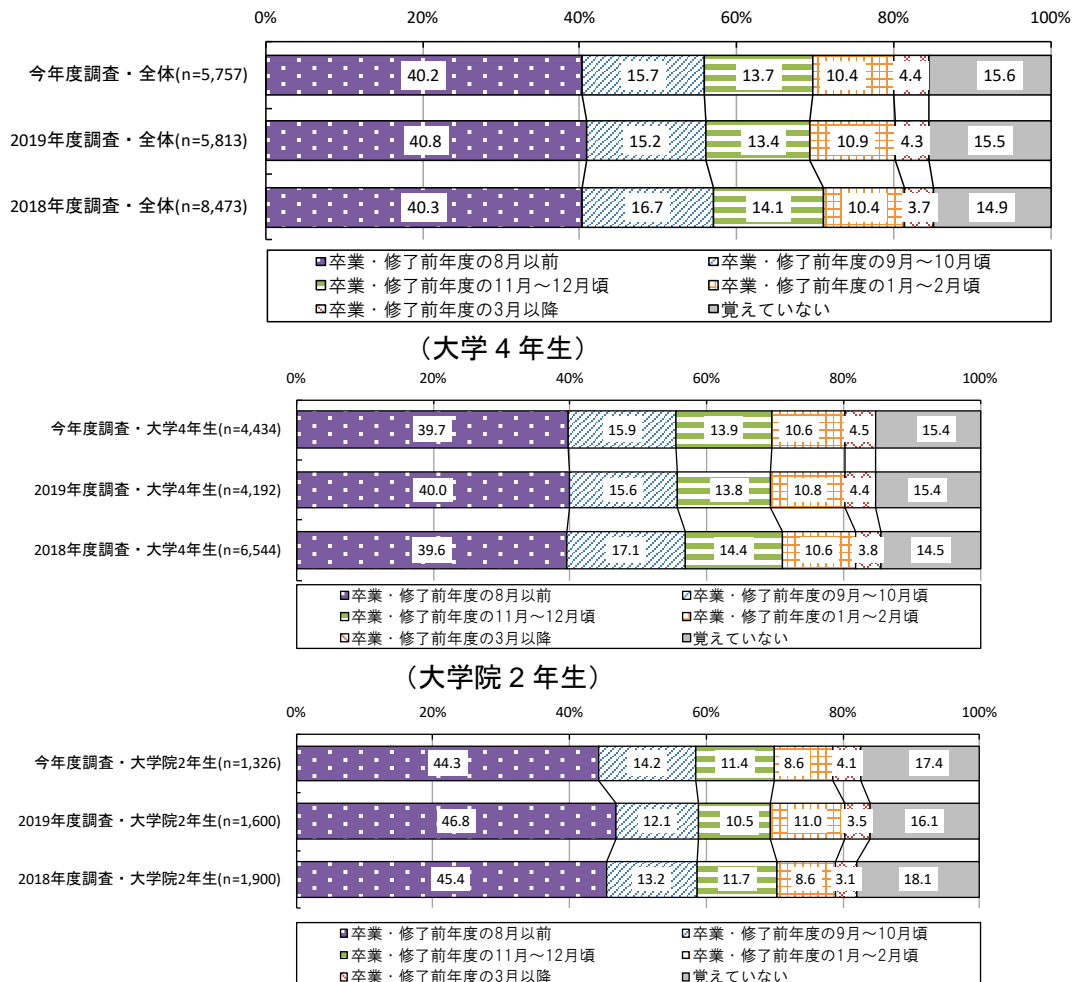 0% 20% 40% 60% 80% 100%
今年度調査・全体(n=5,757) 40.2 15.7 13.7 10.4 4.4 15.6
2019年度調査・全体(n=5,813) 40.8 15.2 13.4 10.9 4.3 15.5
2018年度調査・全体(n=8,473) 40.3 16.7 14.1 10.4 3.7 14.9
卒業・修了前年度の8月以前 卒業・修了前年度の9月～10月頃
卒業・修了前年度の11月～12月頃 卒業・修了前年度の1月～2月頃
卒業・修了前年度の3月以降 覚えていない
（大学４年生）
0% 20% 40% 60% 80% 100%
今年度調査・大学4年生(n=4,434) 39.7 15.9 13.9 10.6 4.5 15.4
2019年度調査・大学4年生(n=4,192) 40.0 15.6 13.8 10.8 4.4 15.4
2018年度調査・大学4年生(n=6,544) 39.6 17.1 14.4 10.6 3.8 14.5
卒業・修了前年度の8月以前 卒業・修了前年度の9月～10月頃
卒業・修了前年度の11月～12月頃 卒業・修了前年度の1月～2月頃
卒業・修了前年度の3月以降 覚えていない
（大学院２年生）
0% 20% 40% 60% 80% 100%
今年度調査・大学院2年生(n=1,326) 44.3 14.2 11.4 8.6 4.1 17.4
2019年度調査・大学院2年生(n=1,600) 46.8 12.1 10.5 11.0 3.5 16.1
2018年度調査・大学院2年生(n=1,900) 45.4 13.2 11.7 8.6 3.1 18.1
卒業・修了前年度の8月以前 卒業・修了前年度の9月～10月頃
卒業・修了前年度の11月～12月頃 卒業・修了前年度の1月～2月頃
卒業・修了前年度の3月以降 覚えていない